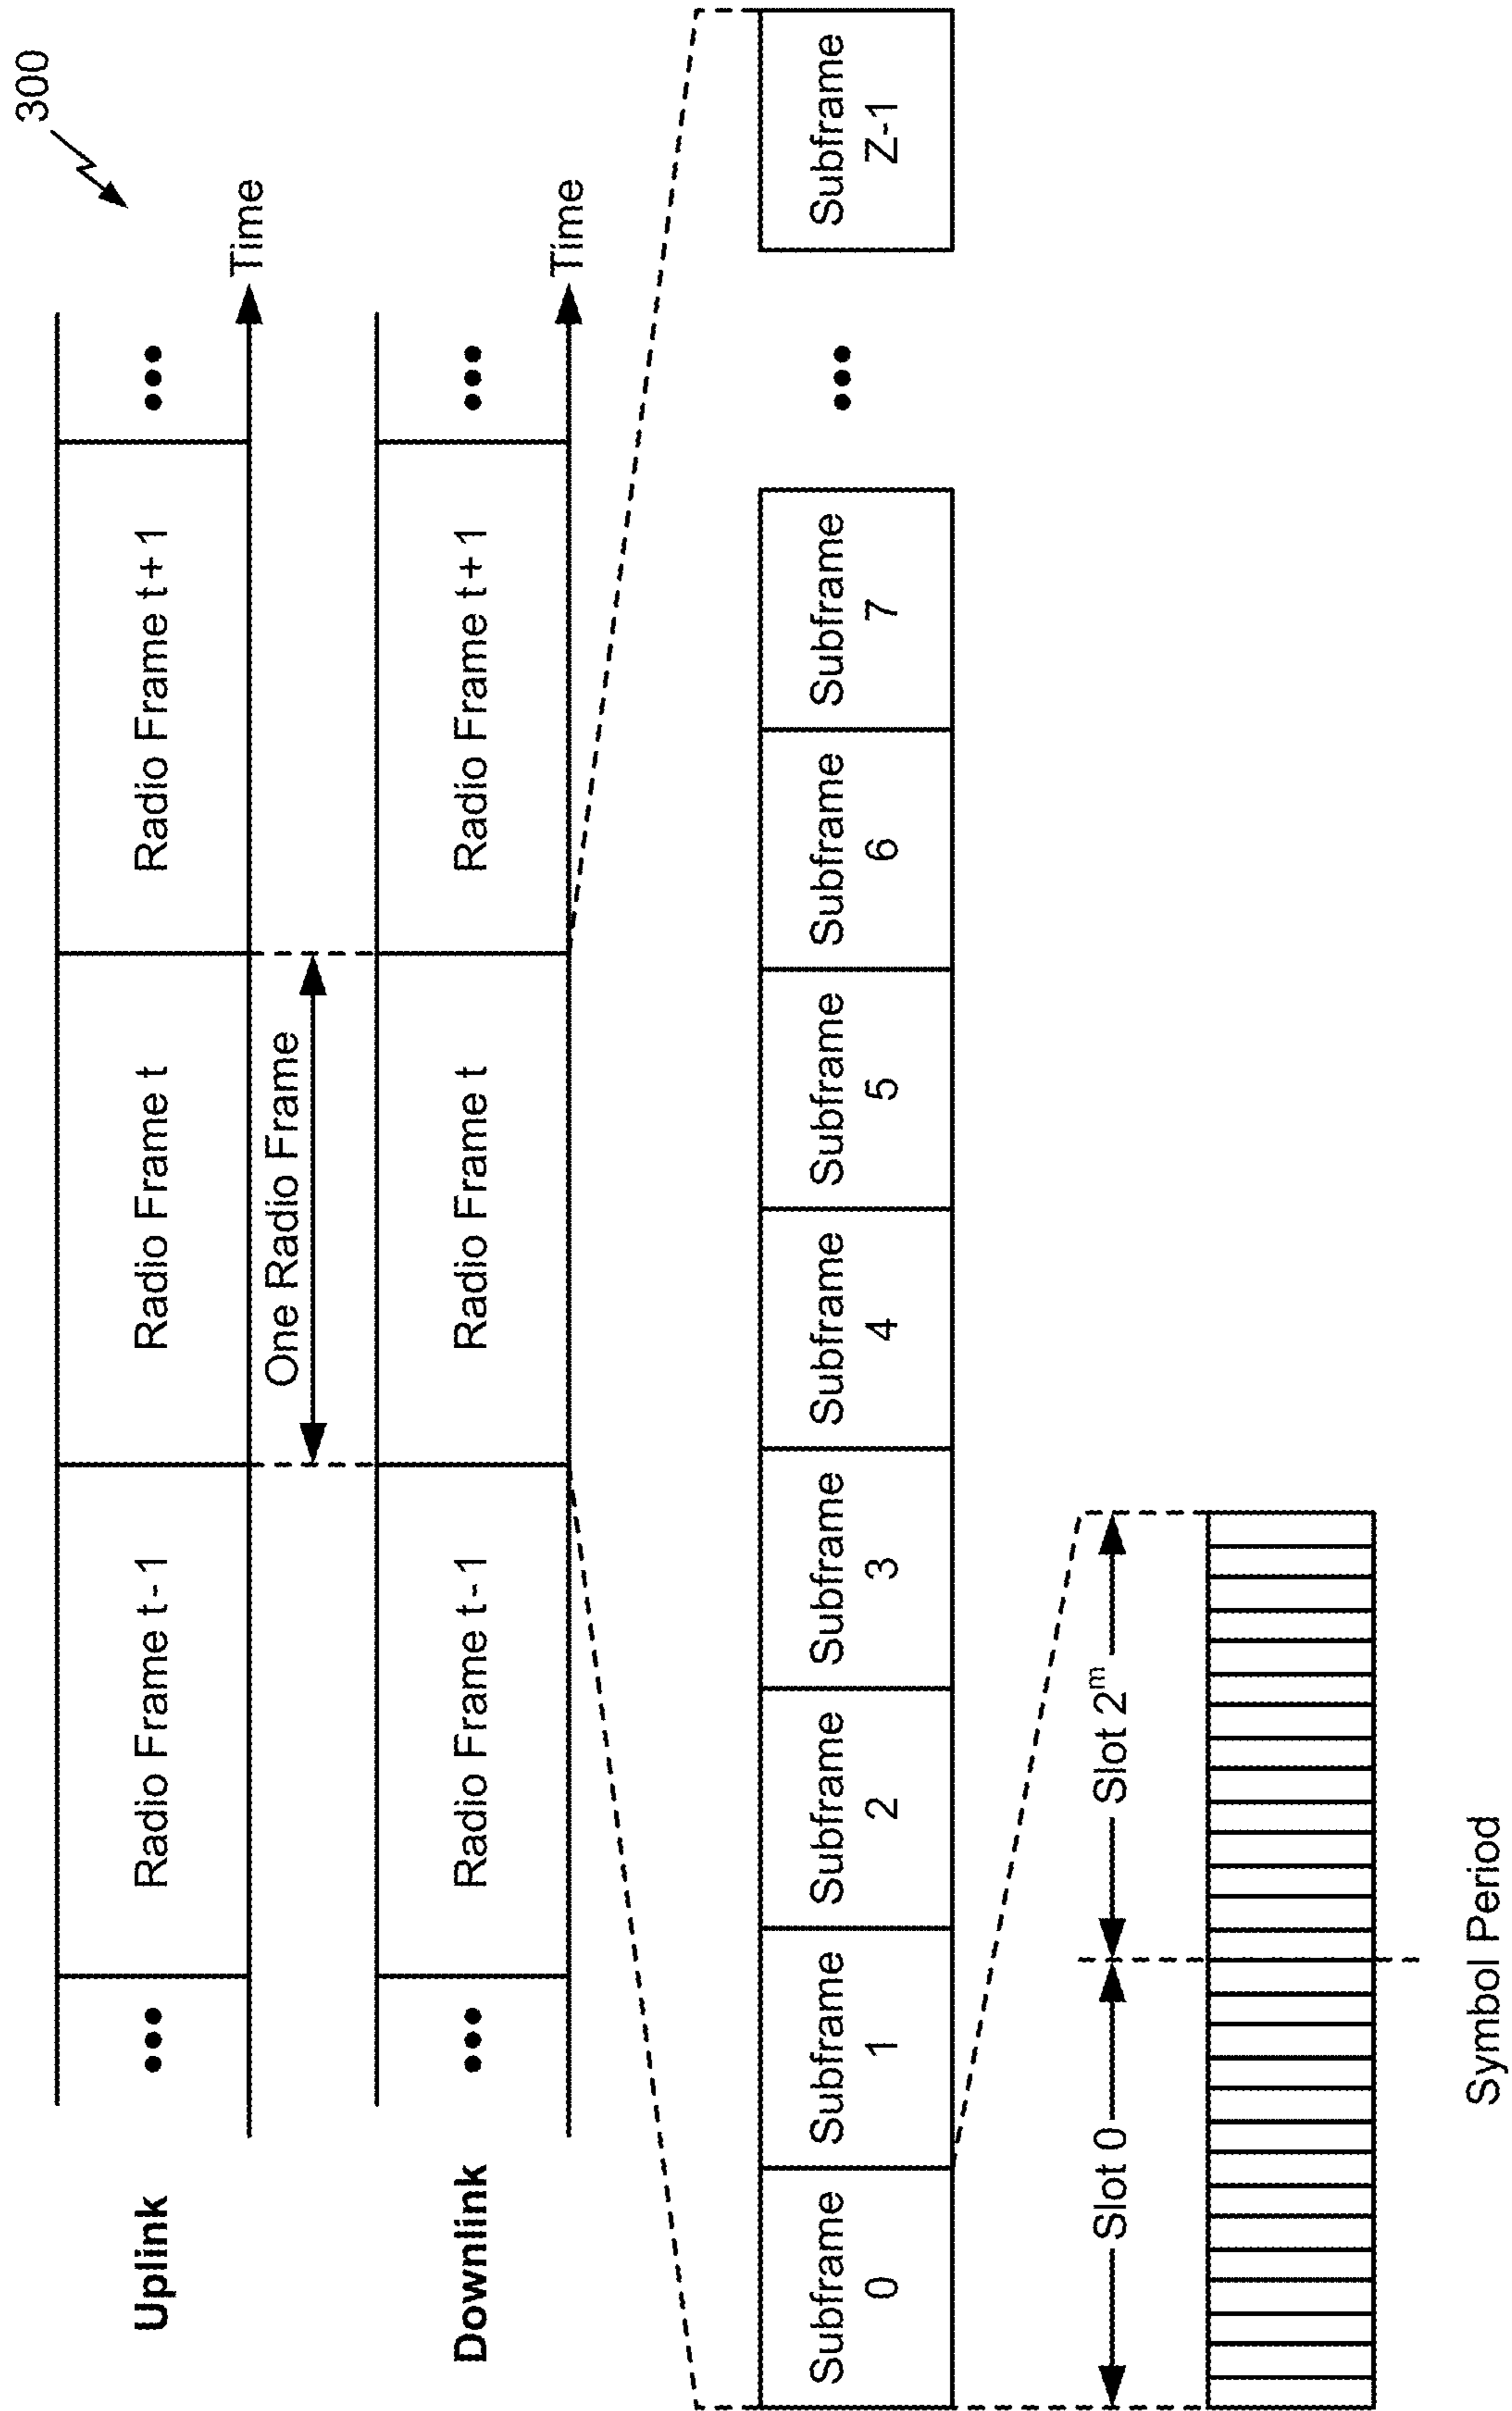 300
Uplink
•••
Radio Frame t-1
Radio Frame t
Radio Frame t+1
•••
Time
One Radio Frame
Downlink
•••
Radio Frame t-1
Radio Frame t
Radio Frame t+1
•••
Time
Subframe
0
Subframe
1
Subframe
2
Subframe
3
Subframe
4
Subframe
5
Subframe
6
Subframe
7
•••
Subframe
Z-1
Slot 0
Slot 2ᵐ
Symbol Period